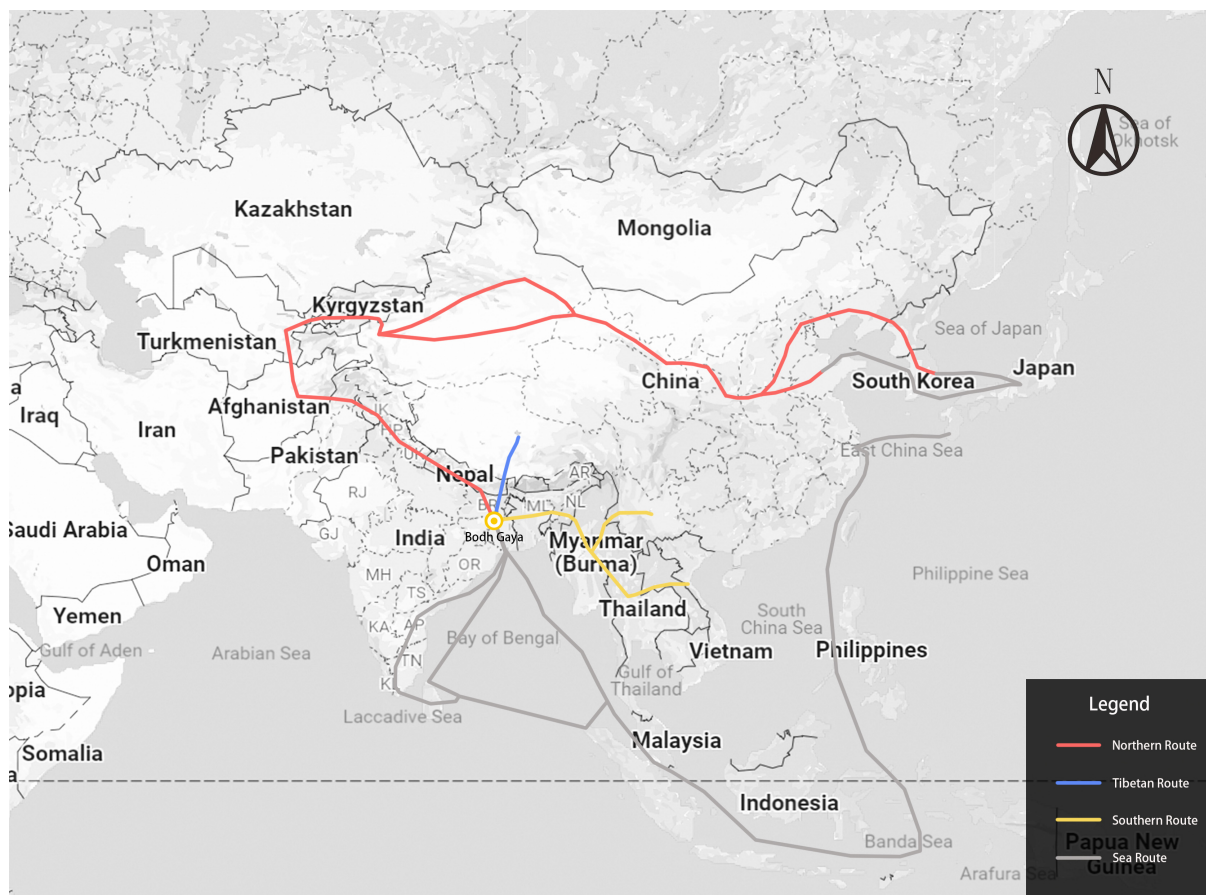 N
Sea of
Okhotsk
Kazakhstan
Mongolia
Kyrgyzstan
Sea of Japan
Turkmenistan
Japan
China
South Korea
Afghanistan
JK
HP
Iraq
Iran
East China Sea
Pakistan
UK
Nepal
AR
RJ
BR
ML
NL
Saudi Arabia
GJ
India
Bodh Gaya
Myanmar
(Burma)
Oman
OR
MH
Philippine Sea
TS
Thailand
Yemen
South
China Sea
KA
AP
Bay of Bengal
Gulf of Aden
Arabian Sea
Vietnam
Philippines
TN
Gulf of
Thailand
KL
opia
Laccadive Sea
Malaysia
Somalia
Indonesia
Banda Sea
Arafura Sea
Papua New
Guinea
Legend
Northern Route
Tibetan Route
Southern Route
Sea Route